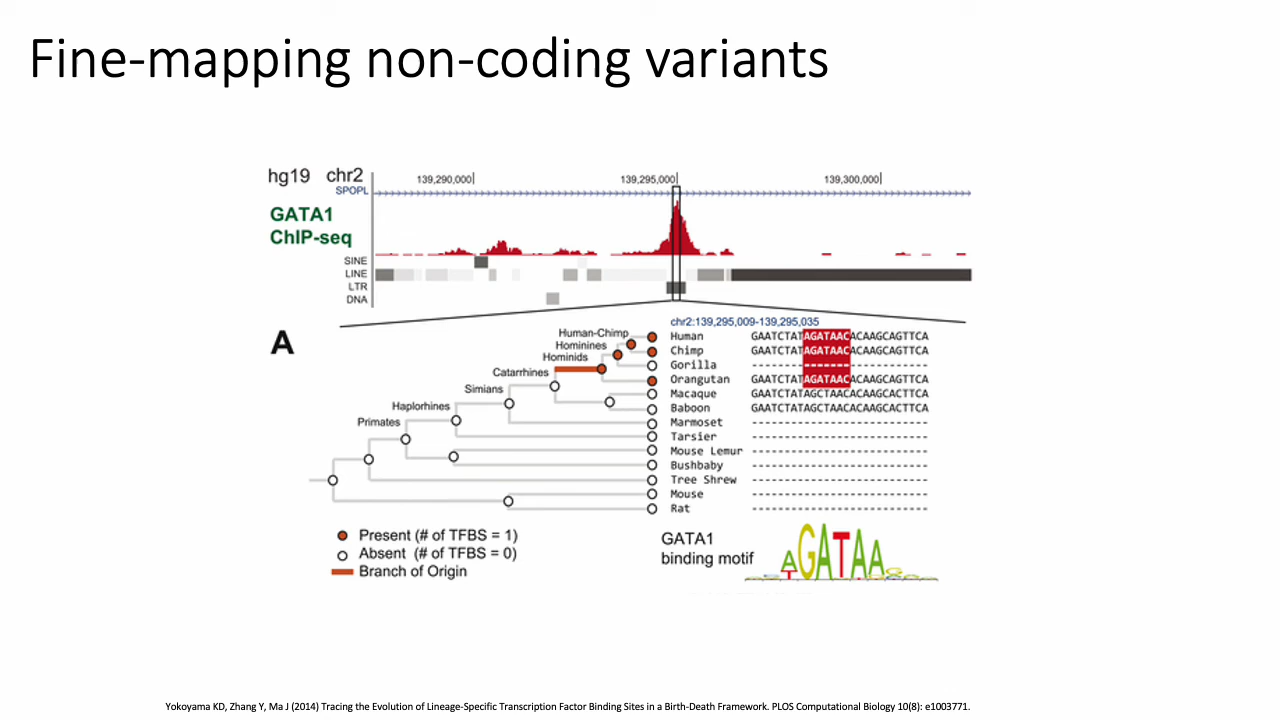 Fine-mapping non-coding variants
hg19 chr2
139,290,000
139,295,000
139,300,000
SPOPL
GATA1
ChIP-seq
SINE
LINE
LTR
DNA
A
chr2:139,295,009-139,295,035
Human-Chimp
Hominines
Hominids
Catarrhines
Simians
Haplorhines
Primates
Human GAATCTATAGATAACACAAGCAGTTCA
Chimp GAATCTATAGATAACACAAGCAGTTCA
Gorilla ---------------------------
Orangutan GAATCTATAGATAACACAAGCAGTTCA
Macaque GAATCTATAGCTAACACAAGCAGTTCA
Baboon GAATCTATAGCTAACACAAGCACTTCA
Marmoset ---------------------------
Tarsier ---------------------------
Mouse Lemur ---------------------------
Bushbaby ---------------------------
Tree Shrew ---------------------------
Mouse ---------------------------
Rat ---------------------------
Present (# of TFBS = 1)
Absent (# of TFBS = 0)
Branch of Origin
GATA1
binding motif
AGATAA
Yokoyama KD, Zhang Y, Ma J (2014) Tracing the Evolution of Lineage-Specific Transcription Factor Binding Sites in a Birth-Death Framework. PLOS Computational Biology 10(8): e1003771.